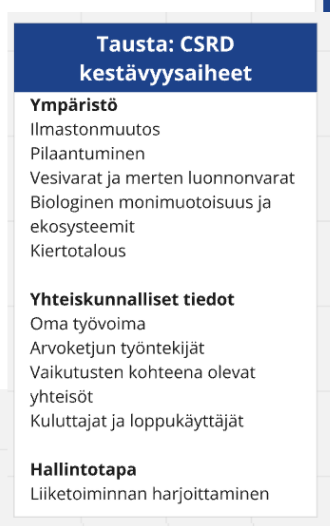 Tausta: CSRD
kestävyysaiheet
Ympäristö
Ilmastonmuutos
Pilaantuminen
Vesivarat ja merten luonnonvarat
Biologinen monimuotoisuus ja
ekosysteemit
Kiertotalous
Yhteiskunnalliset tiedot
Oma työvoima
Arvoketjun työntekijät
Vaikutusten kohteena olevat
yhteisöt
Kuluttajat ja loppukäyttäjät
Hallintotapa
Liiketoiminnan harjoittaminen